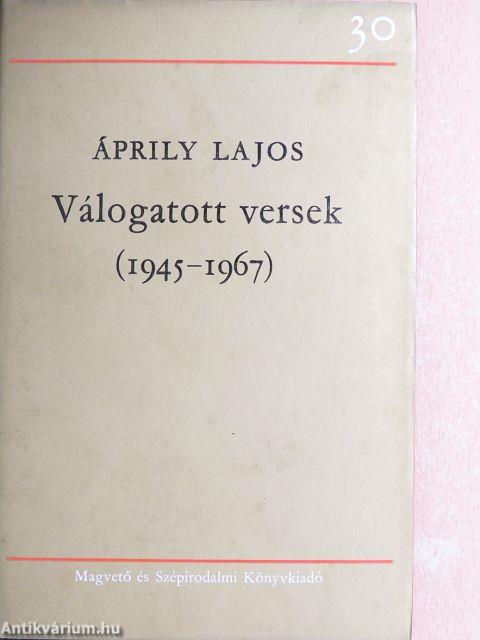 30
ÁPRILY LAJOS
Válogatott versek
(1945–1967)
Magvető és Szépirodalmi Könyvkiadó
Antikvárium.hu